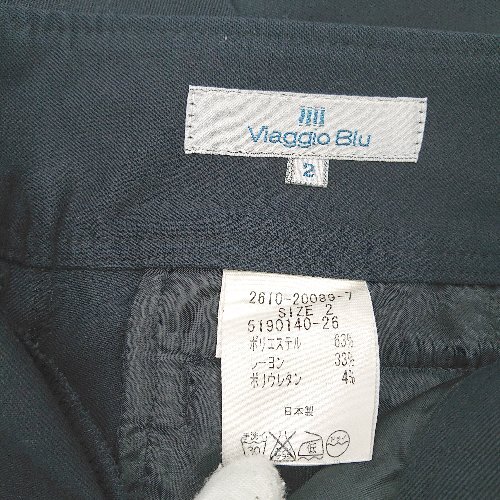 Viaggio Blu
2
2610-20089-7
SIZE 2
5190140-26
ポリエステル 63%
レーヨン 33%
ポリウレタン 4%
日本製
低